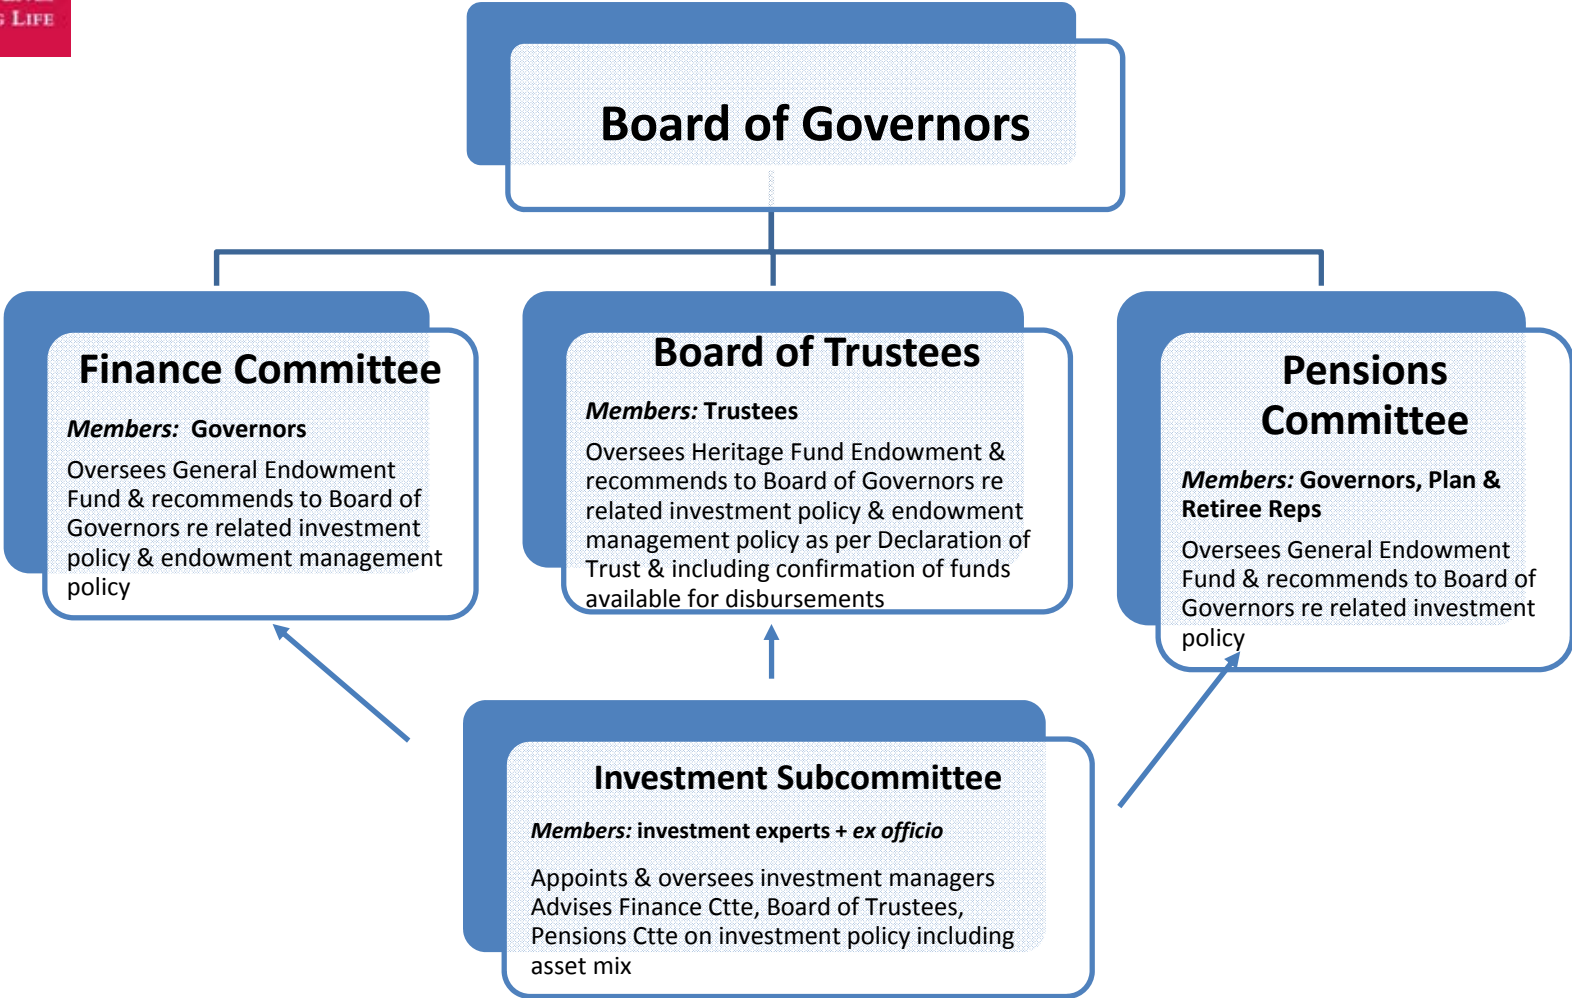 G LIFE
Board of Governors
Finance Committee
Members: Governors
Oversees General Endowment
Fund & recommends to Board of
Governors re related investment
policy & endowment management
policy
Board of Trustees
Members: Trustees
Oversees Heritage Fund Endowment &
recommends to Board of Governors re
related investment policy & endowment
management policy as per Declaration of
Trust & including confirmation of funds
available for disbursements
Pensions
Committee
Members: Governors, Plan &
Retiree Reps
Oversees General Endowment
Fund & recommends to Board of
Governors re related investment
policy
Investment Subcommittee
Members: investment experts + ex officio
Appoints & oversees investment managers
Advises Finance Ctte, Board of Trustees,
Pensions Ctte on investment policy including
asset mix